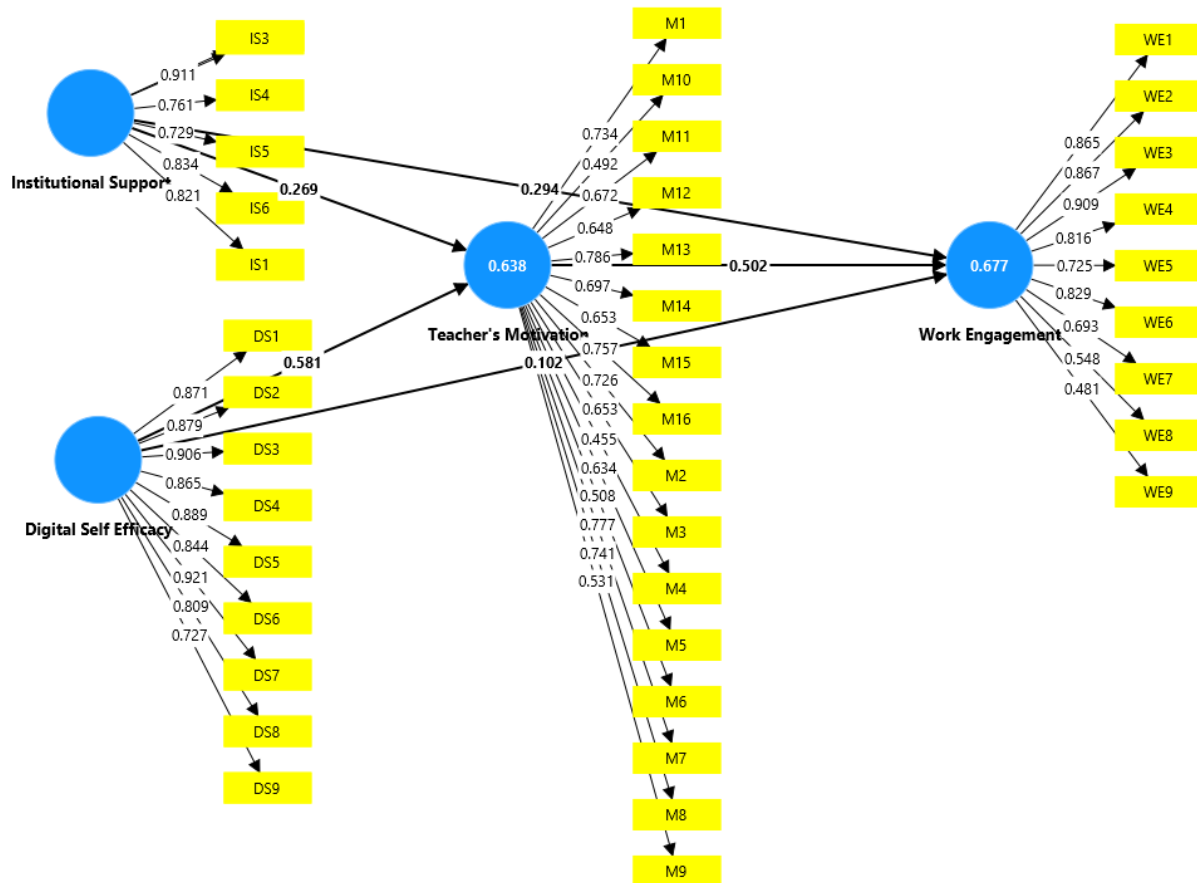 IS3
0.911
IS4
0.761
0.729
IS5
0.834
IS6
0.821
IS1
Institutional Support
0.269
0.294
DS1
0.871
DS2
0.879
DS3
0.906
DS4
0.865
DS5
0.889
DS6
0.844
DS7
0.921
DS8
0.809
DS9
0.727
Digital Self Efficacy
0.581
0.102
M1
M10
M11
M12
M13
M14
M15
M16
M2
M3
M4
M5
M6
M7
M8
M9
0.734
0.492
0.672
0.648
0.786
0.697
0.653
0.757
0.726
0.653
0.455
0.634
0.508
0.777
0.741
0.531
0.638
Teacher's Motivation
0.502
WE1
WE2
WE3
WE4
WE5
WE6
WE7
WE8
WE9
0.865
0.867
0.909
0.816
0.725
0.829
0.693
0.548
0.481
0.677
Work Engagement